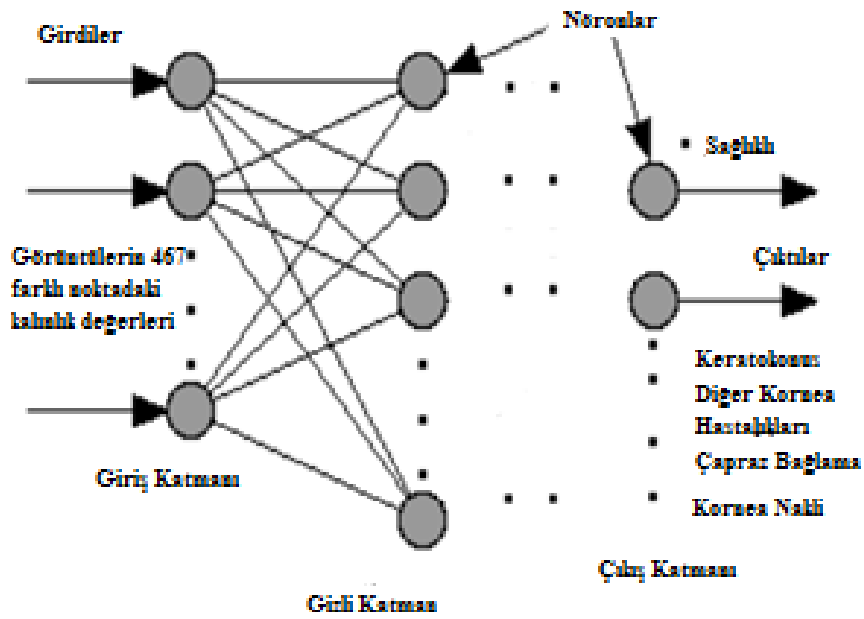 Girdiler
Nöronlar
Sağlıklı
Görüntülerin 467
farklı noktadaki
kalınlık değerleri
Çıktılar
Keratokonus
Diğer Kornea
Hastalıkları
Çapraz Bağlama
Kornea Nakli
Giriş Katmanı
Çıkış Katmanı
Gizli Katman